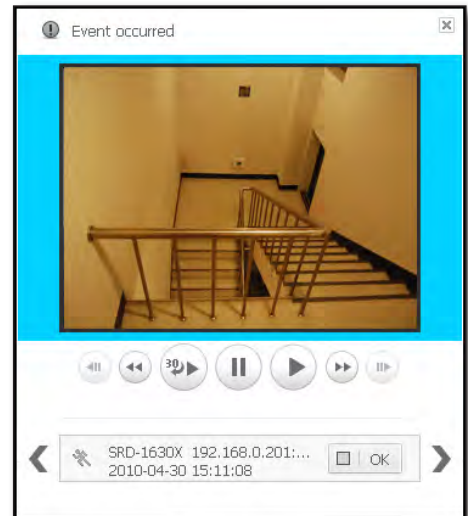 Event occurred
30
SRD-1630X 192.168.0.201:...
2010-04-30 15:11:08
OK